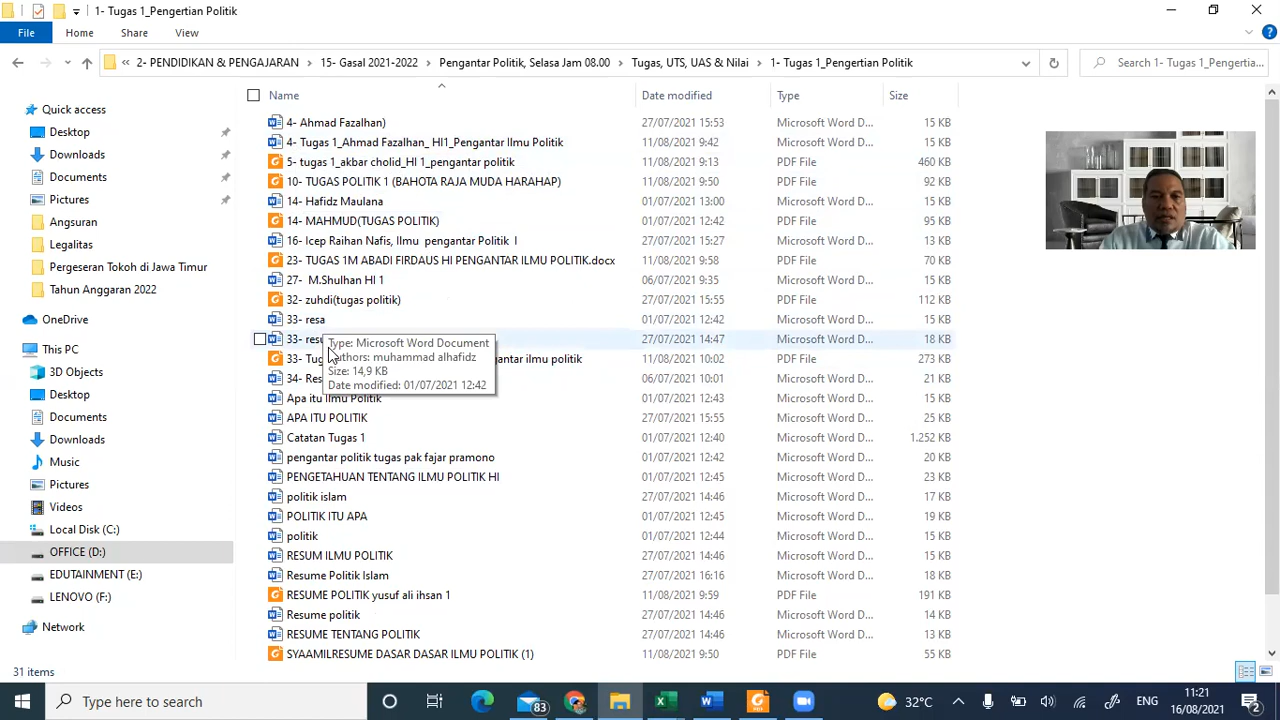 1- Tugas 1_Pengertian Politik
File Home Share View
« 2- PENDIDIKAN & PENGAJARAN > 15- Gasal 2021-2022 > Pengantar Politik, Selasa Jam 08.00 > Tugas, UTS, UAS & Nilai > 1- Tugas 1_Pengertian Politik
Search 1- Tugas 1_Pengertia...
Name Date modified Type Size
Quick access
Desktop
Downloads
Documents
Pictures
Angsuran
Legalitas
Pergeseran Tokoh di Jawa Timur
Tahun Anggaran 2022
OneDrive
This PC
3D Objects
Desktop
Documents
Downloads
Music
Pictures
Videos
Local Disk (C:)
OFFICE (D:)
EDUTAINMENT (E:)
LENOVO (F:)
Network
4- Ahmad Fazalhan) 27/07/2021 15:53 Microsoft Word D... 15 KB
4- Tugas 1_Ahmad Fazalhan_ HI1_Pengantar Ilmu Politik 11/08/2021 9:42 Microsoft Word D... 15 KB
5- tugas 1_akbar cholid_HI 1_pengantar politik 11/08/2021 9:13 PDF File 460 KB
10- TUGAS POLITIK 1 (BAHOTA RAJA MUDA HARAHAP) 11/08/2021 9:50 PDF File 92 KB
14- Hafidz Maulana 01/07/2021 13:00 Microsoft Word D... 15 KB
14- MAHMUD(TUGAS POLITIK) 01/07/2021 12:42 PDF File 95 KB
16- Icep Raihan Nafis, Ilmu pengantar Politik I 27/07/2021 15:27 Microsoft Word D... 13 KB
23- TUGAS 1M ABADI FIRDAUS HI PENGANTAR ILMU POLITIK.docx 11/08/2021 9:58 PDF File 70 KB
27- M.Shulhan HI 1 06/07/2021 9:35 Microsoft Word D... 15 KB
32- zuhdi(tugas politik) 27/07/2021 15:55 PDF File 112 KB
33- resa 01/07/2021 12:42 Microsoft Word D... 15 KB
33- resu 27/07/2021 14:47 Microsoft Word D... 18 KB
33- Tug antar ilmu politik 11/08/2021 10:02 PDF File 273 KB
34- Res 06/07/2021 10:01 Microsoft Word D... 21 KB
Type: Microsoft Word Document
Authors: muhammad alhafidz
Size: 14,9 KB
Date modified: 01/07/2021 12:42
Apa itu Ilmu Politik 01/07/2021 12:43 Microsoft Word D... 15 KB
APA ITU POLITIK 27/07/2021 15:55 Microsoft Word D... 25 KB
Catatan Tugas 1 01/07/2021 12:40 Microsoft Word D... 1.252 KB
pengantar politik tugas pak fajar pramono 01/07/2021 12:42 Microsoft Word D... 20 KB
PENGETAHUAN TENTANG ILMU POLITIK HI 01/07/2021 12:45 Microsoft Word D... 23 KB
politik islam 27/07/2021 14:46 Microsoft Word D... 17 KB
POLITIK ITU APA 01/07/2021 12:45 Microsoft Word D... 19 KB
politik 01/07/2021 12:44 Microsoft Word D... 15 KB
RESUM ILMU POLITIK 27/07/2021 14:46 Microsoft Word D... 15 KB
Resume Politik Islam 27/07/2021 16:16 Microsoft Word D... 18 KB
RESUME POLITIK yusuf ali ihsan 1 11/08/2021 9:59 PDF File 191 KB
Resume politik 27/07/2021 14:46 Microsoft Word D... 14 KB
RESUME TENTANG POLITIK 27/07/2021 14:46 Microsoft Word D... 13 KB
SYAAMILRESUME DASAR DASAR ILMU POLITIK (1) 11/08/2021 9:50 PDF File 55 KB
31 items
Type here to search
83
32°C
ENG
11:21
16/08/2021
2